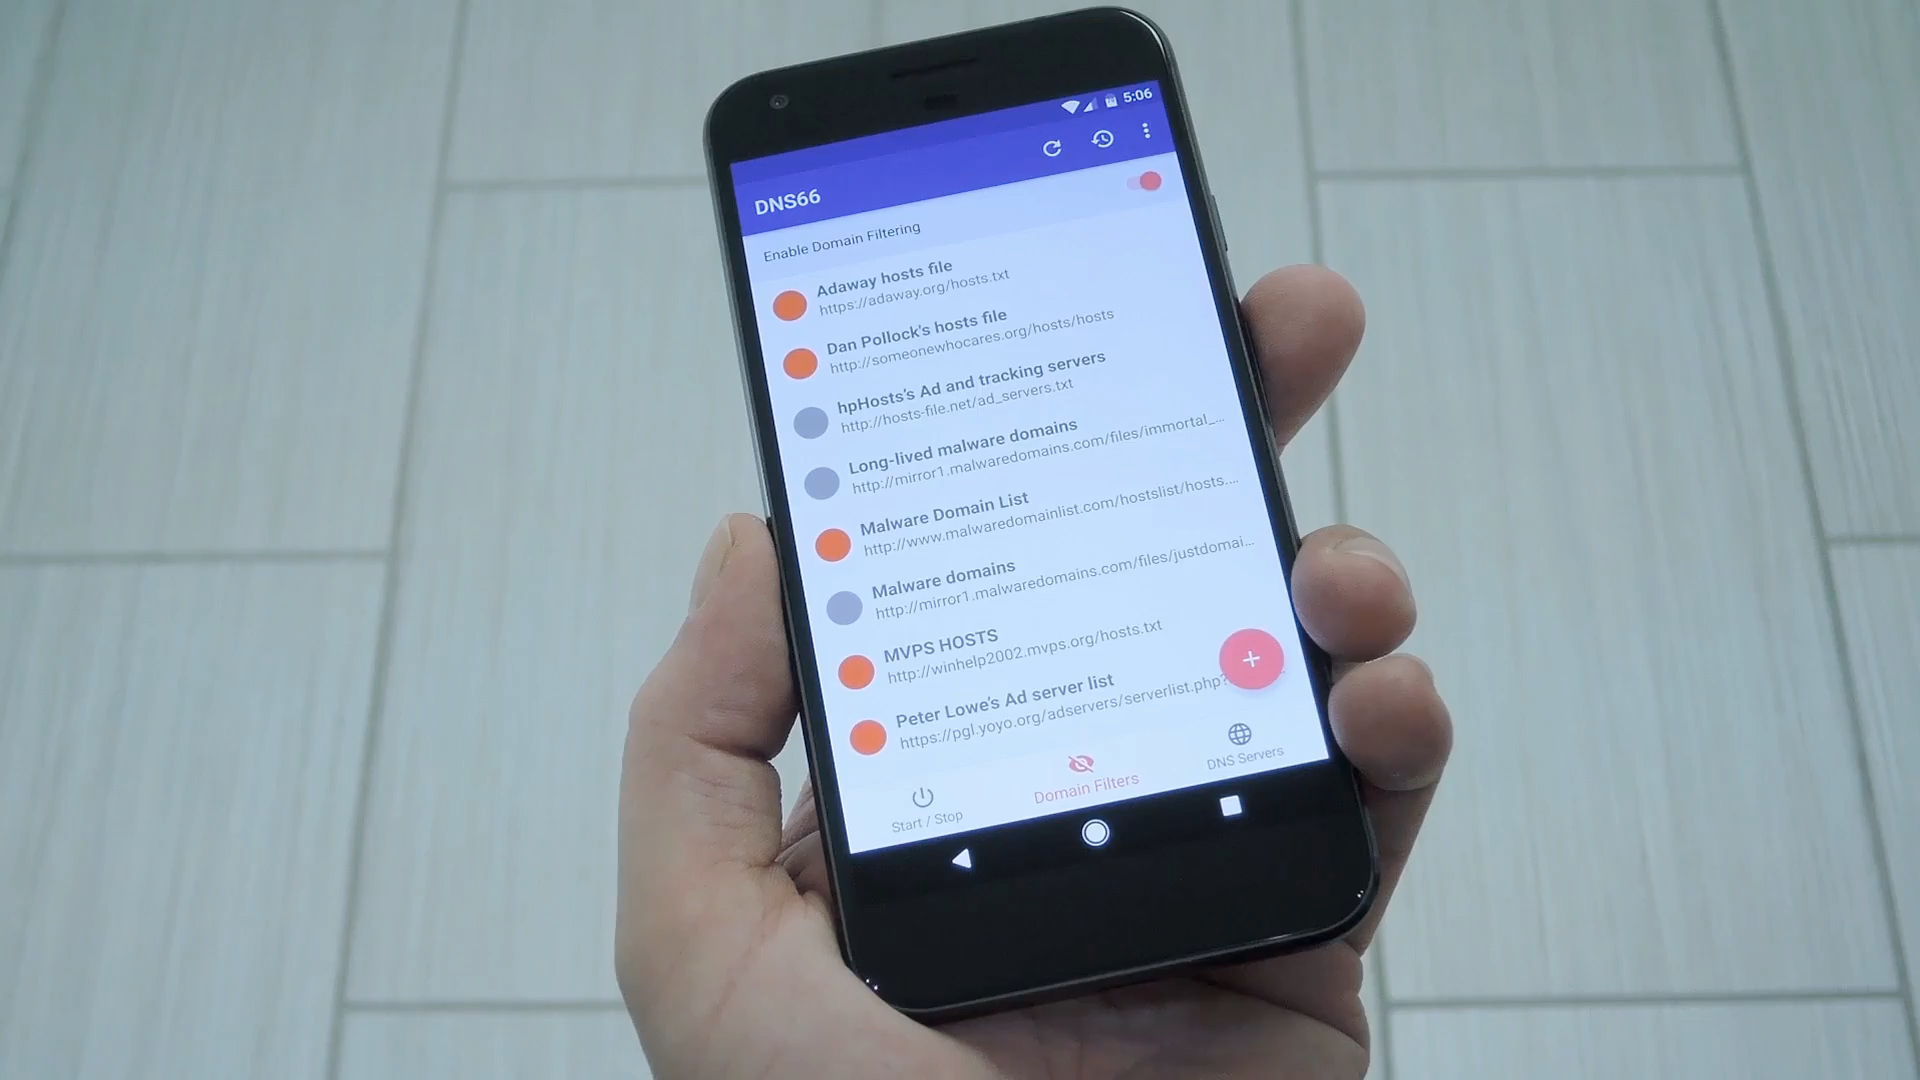 5:06
DNS66
Enable Domain Filtering
Adaway hosts file
https://adaway.org/hosts.txt
Dan Pollock's hosts file
http://someonewhocares.org/hosts/hosts
hpHosts's Ad and tracking servers
http://hosts-file.net/ad_servers.txt
Long-lived malware domains
http://mirror1.malwaredomains.com/files/immortal_...
Malware Domain List
http://www.malwaredomainlist.com/hostslist/hosts....
Malware domains
http://mirror1.malwaredomains.com/files/justdomai...
MVPS HOSTS
http://winhelp2002.mvps.org/hosts.txt
Peter Lowe's Ad server list
https://pgl.yoyo.org/adservers/serverlist.php?
Start / Stop
Domain Filters
DNS Servers